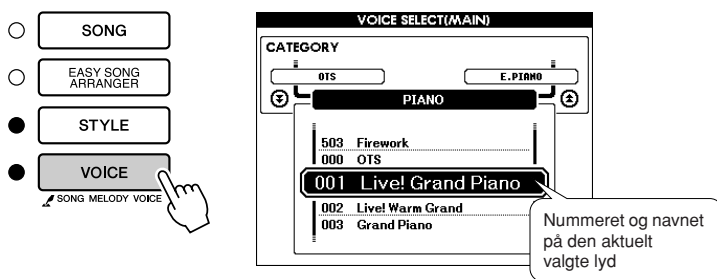 SONG
EASY SONG
ARRANGER
STYLE
VOICE
SONG MELODY VOICE
VOICE SELECT(MAIN)
CATEGORY
OTS
E.PIANO
PIANO
503 Firework
000 OTS
001 Live! Grand Piano
002 Live! Warm Grand
003 Grand Piano
Nummeret og navnet
på den aktuelt
valgte lyd